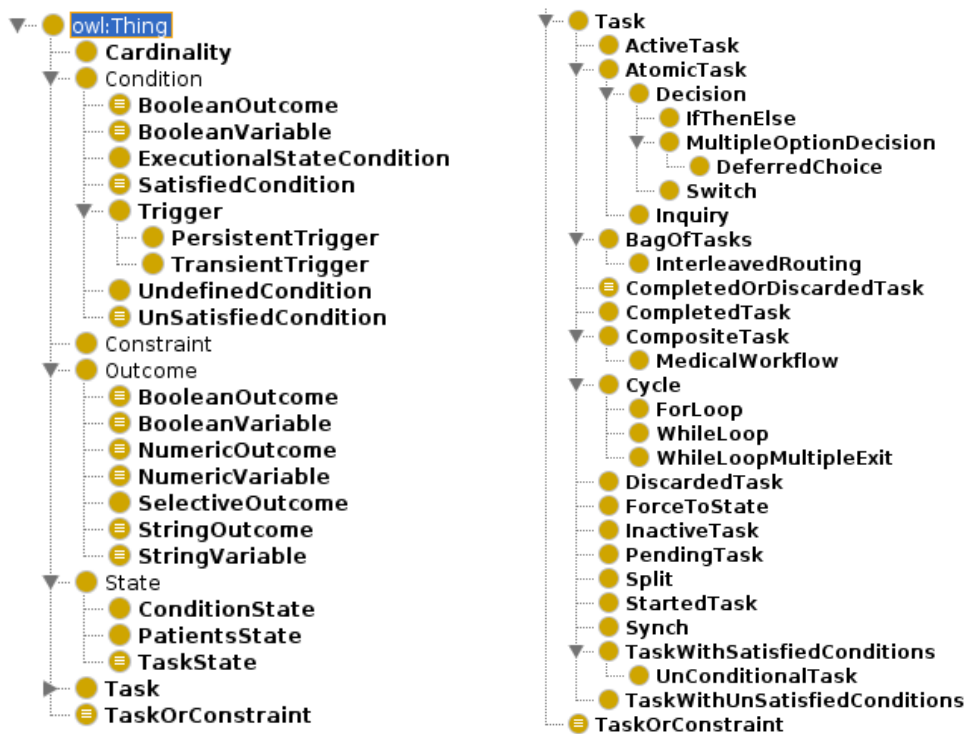 owl:Thing
Cardinality
Condition
BooleanOutcome
BooleanVariable
ExecutionalStateCondition
SatisfiedCondition
Trigger
PersistentTrigger
TransientTrigger
UndefinedCondition
UnSatisfiedCondition
Constraint
Outcome
BooleanOutcome
BooleanVariable
NumericOutcome
NumericVariable
SelectiveOutcome
StringOutcome
StringVariable
State
ConditionState
PatientsState
TaskState
Task
TaskOrConstraint
Task
ActiveTask
AtomicTask
Decision
IfThenElse
MultipleOptionDecision
DeferredChoice
Switch
Inquiry
BagOfTasks
InterleavedRouting
CompletedOrDiscardedTask
CompletedTask
CompositeTask
MedicalWorkflow
Cycle
ForLoop
WhileLoop
WhileLoopMultipleExit
DiscardedTask
ForceToState
InactiveTask
PendingTask
Split
StartedTask
Synch
TaskWithSatisfiedConditions
UnConditionalTask
TaskWithUnSatisfiedConditions
TaskOrConstraint